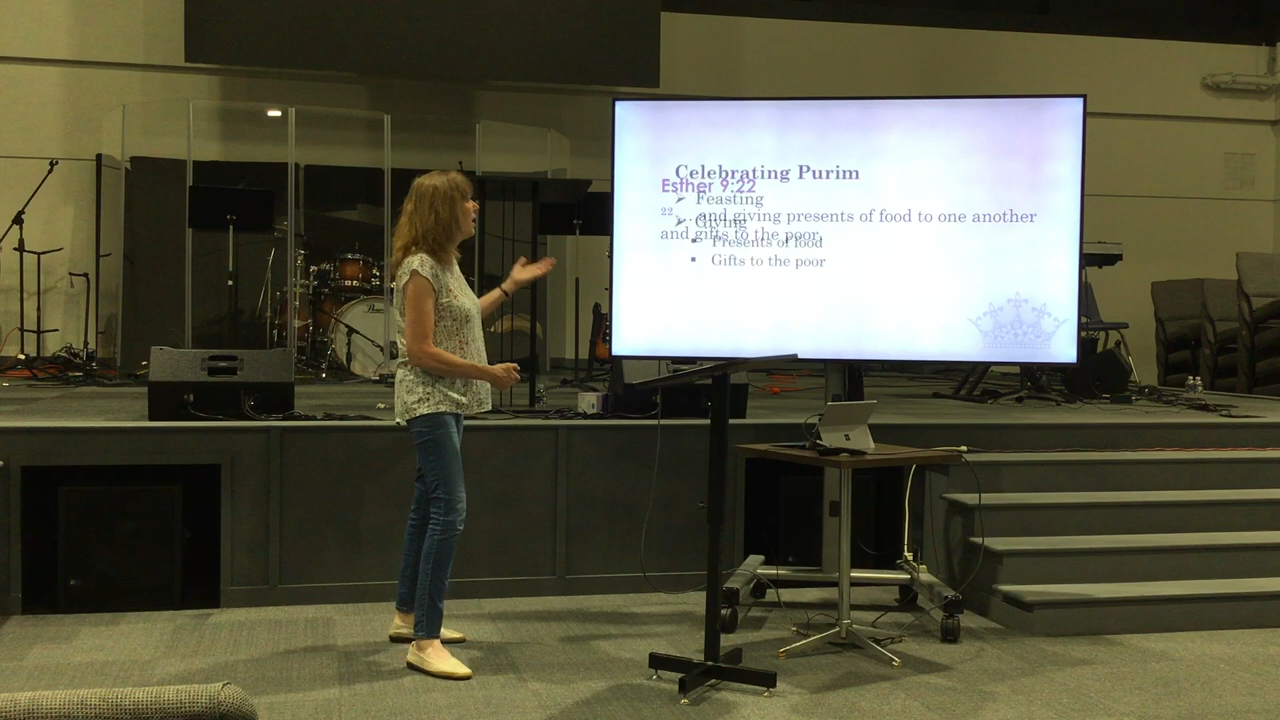 Celebrating Purim
Esther 9:22
➢ Feasting
22 ... and giving presents of food to one another
➢ Giving
and gifts to the poor.
▪ Presents of food
▪ Gifts to the poor